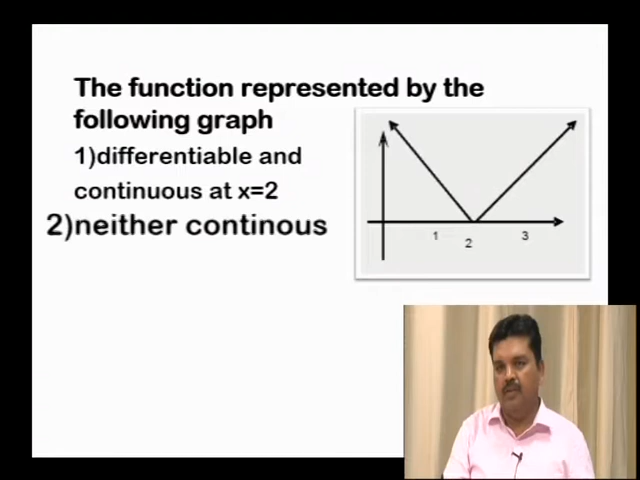 The function represented by the
following graph
1)differentiable and
continuous at x=2
2)neither continous
1
2
3